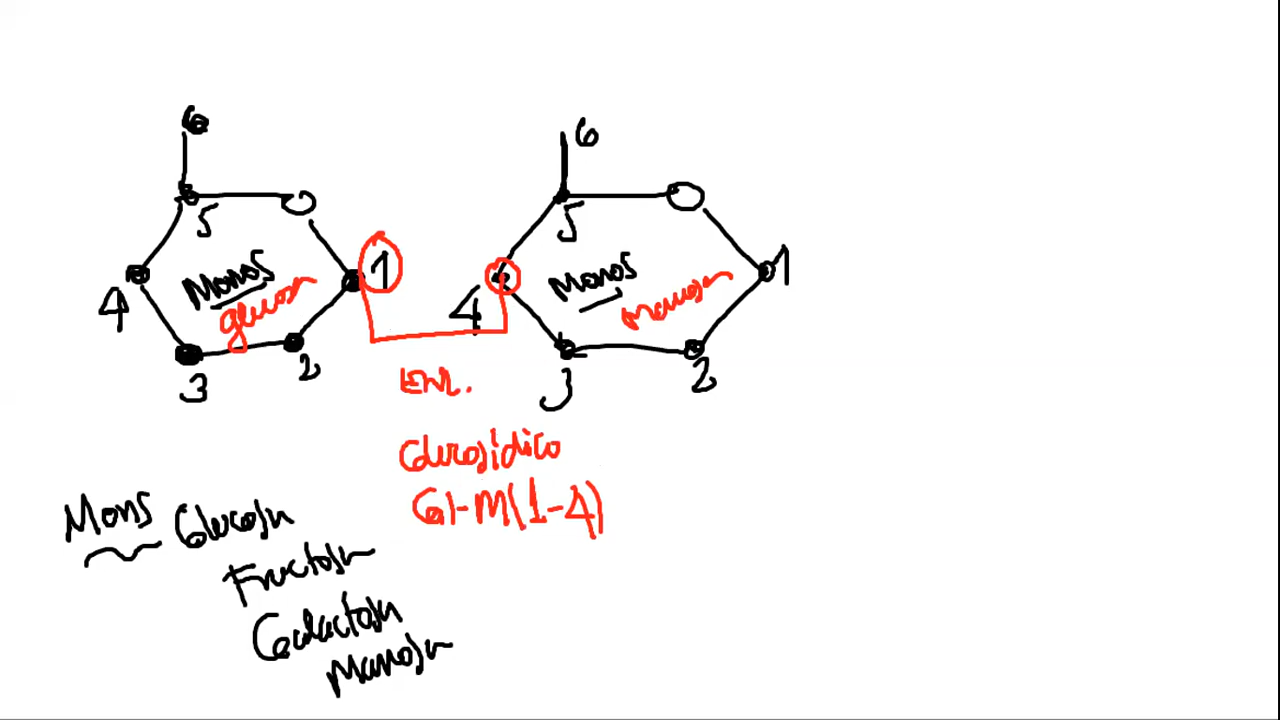 6
6
5
5
4
Monos
glucosa
1
4
Monos
Manosa
1
3
2
3
2
Enl.
Glucosídico
Gl-M(1-4)
Mons Glucosa
Fructosa
Galactosa
Manosa